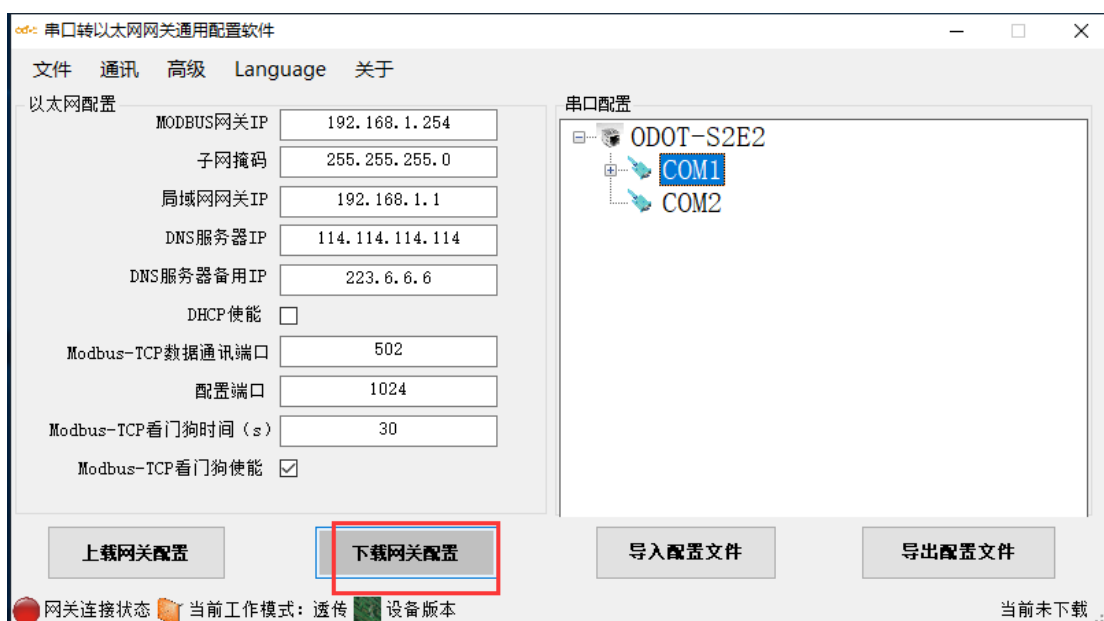 串口转以太网网关通用配置软件
文件 通讯 高级 Language 关于
以太网配置
MODBUS网关IP 192.168.1.254
子网掩码 255.255.255.0
局域网网关IP 192.168.1.1
DNS服务器IP 114.114.114.114
DNS服务器备用IP 223.6.6.6
DHCP使能
Modbus-TCP数据通讯端口 502
配置端口 1024
Modbus-TCP看门狗时间（s） 30
Modbus-TCP看门狗使能
串口配置
ODOT-S2E2
COM1
COM2
上载网关配置 下载网关配置 导入配置文件 导出配置文件
网关连接状态 当前工作模式：透传 设备版本 当前未下载